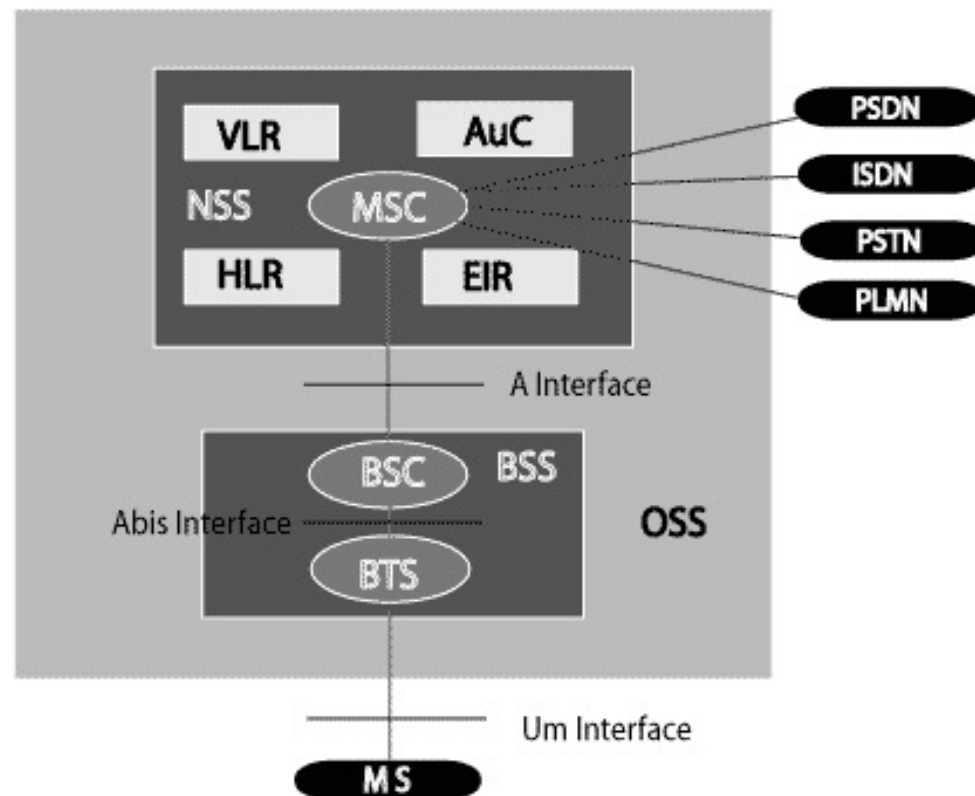 PSDN
VLR
AuC
ISDN
NSS
MSC
PSTN
HLR
EIR
PLMN
A Interface
BSC
BSS
Abis Interface
OSS
BTS
Um Interface
MS